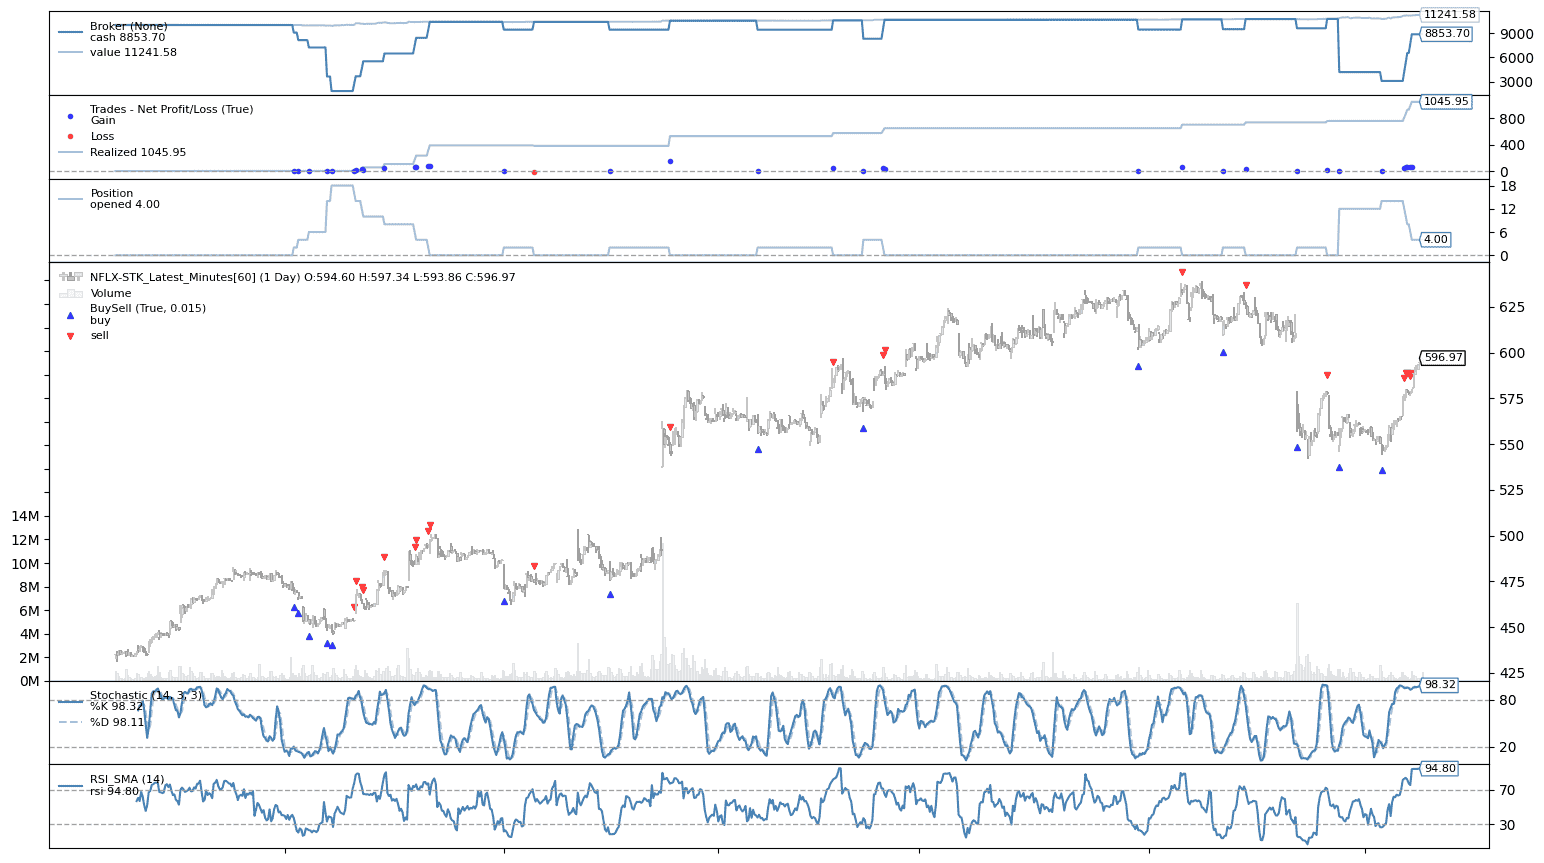 Broker (None)
cash 8853.70
value 11241.58
11241.58
9000
8853.70
6000
3000
Trades - Net Profit/Loss (True)
Gain
Loss
Realized 1045.95
1045.95
800
400
0
Position
opened 4.00
18
12
6
4.00
0
NFLX-STK_Latest_Minutes[60] (1 Day) O:594.60 H:597.34 L:593.86 C:596.97
Volume
BuySell (True, 0.015)
buy
sell
625
600
596.97
575
550
525
500
475
450
425
14M
12M
10M
8M
6M
4M
2M
0M
Stochastic (14, 3, 3)
%K 98.32
%D 98.11
98.32
80
20
RSI_SMA (14)
rsi 94.80
94.80
70
30